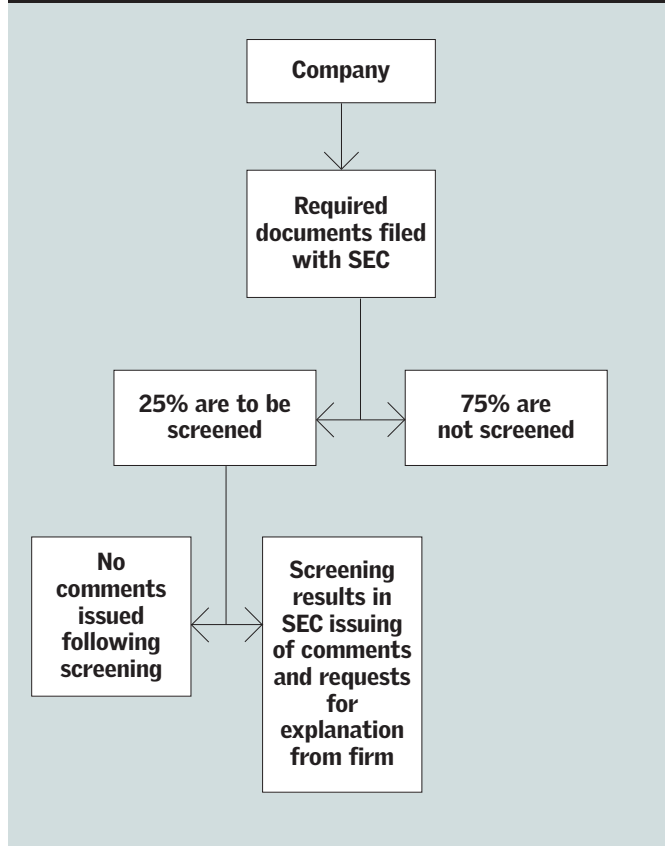 Company
Required
documents filed
with SEC
25% are to be
screened
75% are
not screened
No
comments
issued
following
screening
Screening
results in
SEC issuing
of comments
and requests
for
explanation
from firm